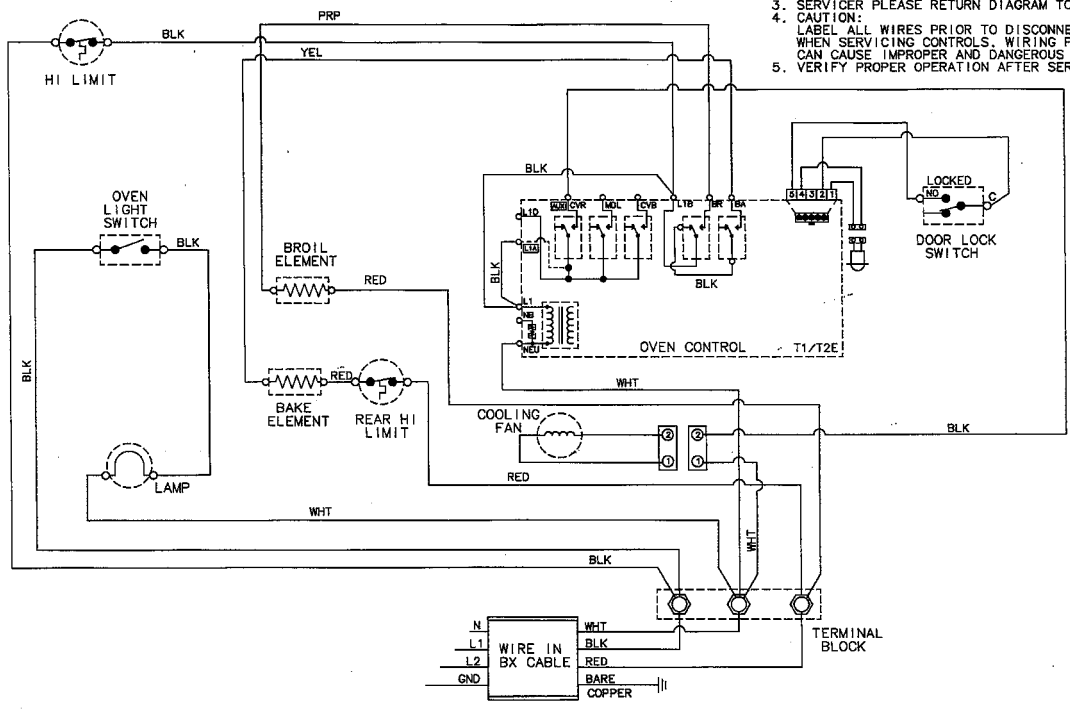 3. SERVICER PLEASE RETURN DIAGRAM TO
4. CAUTION:
LABEL ALL WIRES PRIOR TO DISCONNE
WHEN SERVICING CONTROLS. WIRING
CAN CAUSE IMPROPER AND DANGEROUS
5. VERIFY PROPER OPERATION AFTER SER
PRP
BLK
YEL
HI LIMIT
BLK
OVEN
LIGHT
SWITCH
BLK
BROIL
ELEMENT
RED
L1D
AUX1 CVR MDL CVB L1B BR BA
5 4 3 2 1
LOCKED
NO
C
DOOR LOCK
SWITCH
L1A
BLK
BLK
L1
NB
NEU
OVEN CONTROL
T1/T2E
BLK
RED
BAKE
ELEMENT
REAR HI
LIMIT
WHT
COOLING
FAN
2 2
1 1
BLK
LAMP
RED
WHT
WHT
BLK
TERMINAL
BLOCK
N
L1
L2
GND
WIRE IN
BX CABLE
WHT
BLK
RED
BARE
COPPER